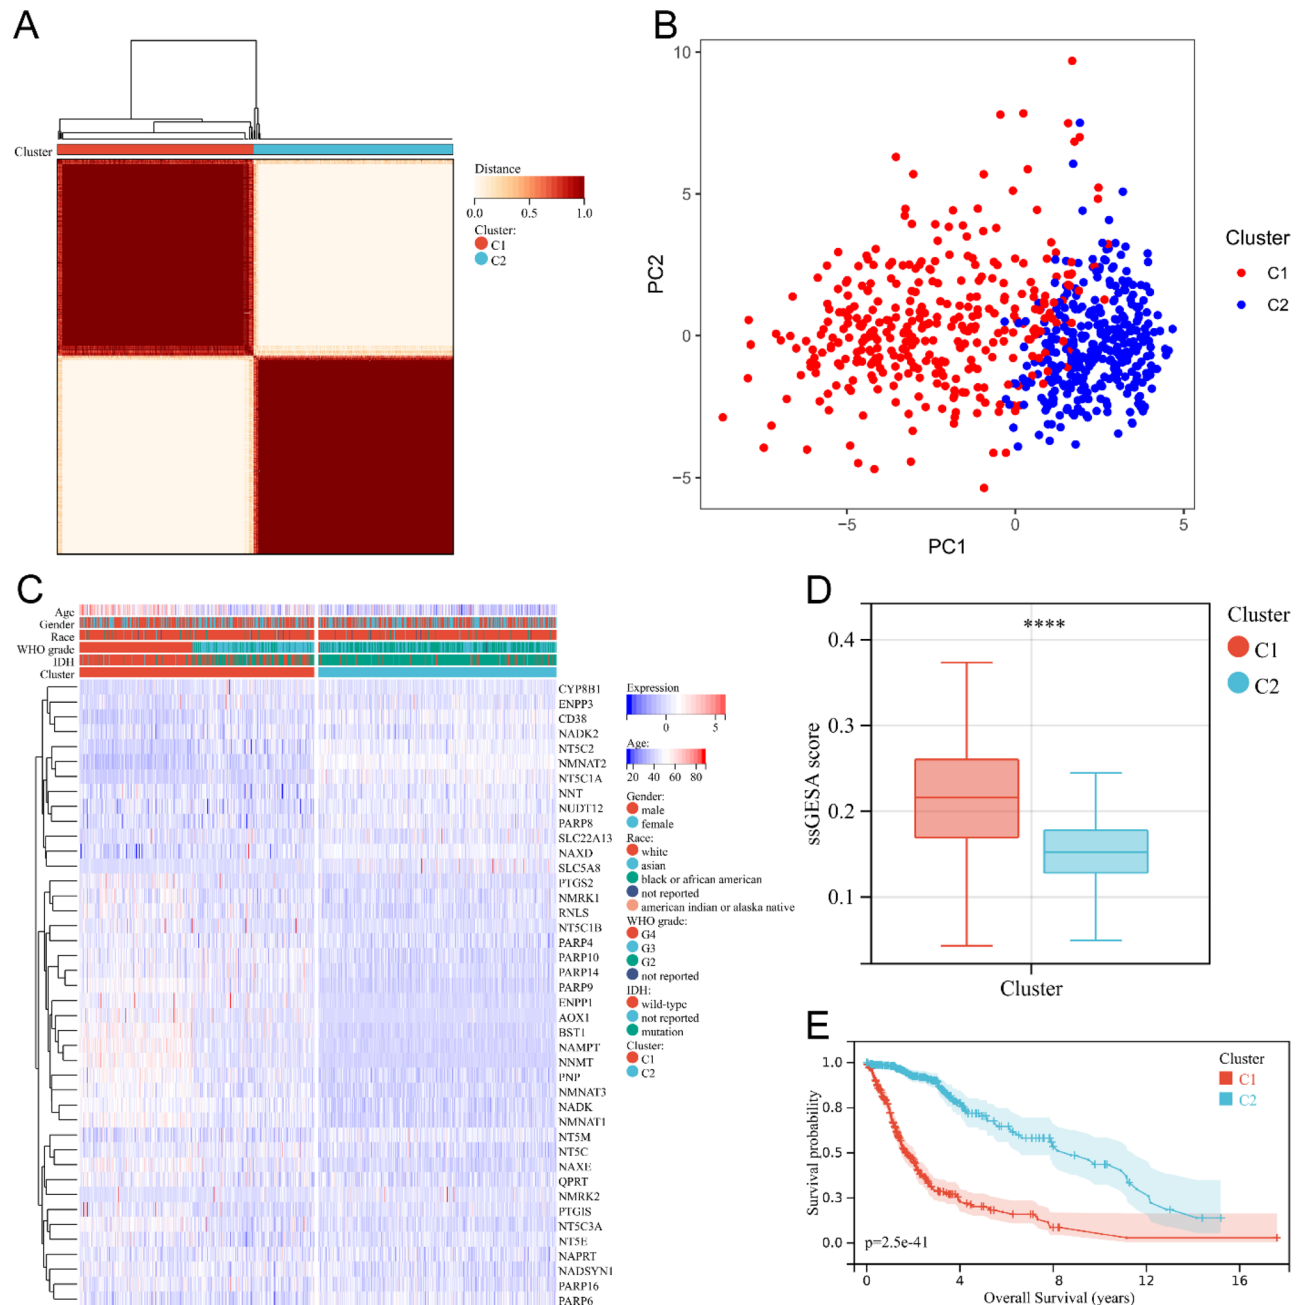 A
Cluster
Distance
0.0 0.5 1.0
Cluster:
C1
C2
B
10
5
0
−5
PC2
−5 0 5
PC1
Cluster
C1
C2
C
Age
Gender
Race
WHO grade
IDH
Cluster
CYP8B1
ENPP3
CD38
NADK2
NT5C2
NMNAT2
NT5C1A
NNT
NUDT12
PARP8
SLC22A13
NAXD
SLC5A8
PTGS2
NMRK1
RNLS
NT5C1B
PARP4
PARP10
PARP14
PARP9
ENPP1
AOX1
BST1
NAMPT
NNMT
PNP
NMNAT3
NADK
NMNAT1
NT5M
NT5C
NAXE
QPRT
NMRK2
PTGIS
NT5C3A
NT5E
NAPRT
NADSYN1
PARP16
PARP6
Expression
0 5
Age:
20 40 60 80
Gender:
male
female
Race:
white
asian
black or african american
not reported
american indian or alaska native
WHO grade:
G4
G3
G2
not reported
IDH:
wild-type
not reported
mutation
Cluster:
C1
C2
D
****
0.4
0.3
0.2
0.1
ssGESA score
Cluster
Cluster
C1
C2
E
1.0
0.8
0.5
0.3
0.0
Survival probability
p=2.5e-41
0 4 8 12 16
Overall Survival (years)
Cluster
C1
C2